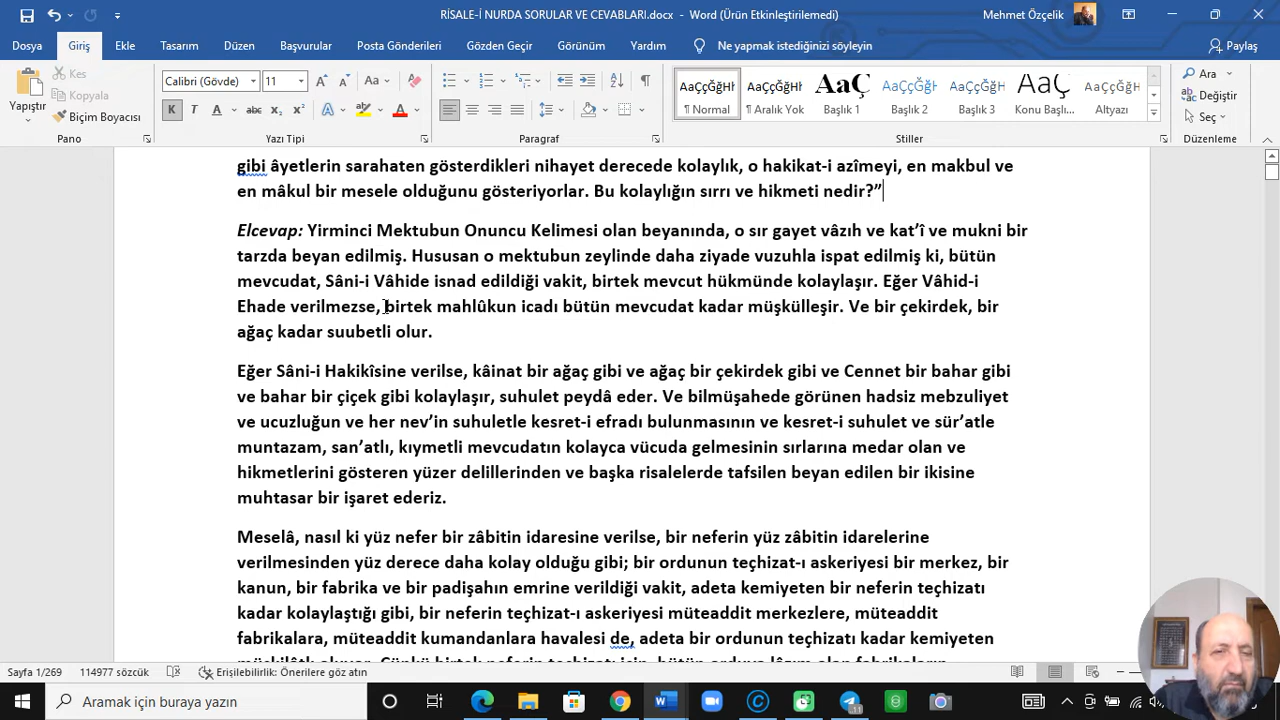 RİSALE-İ NURDA SORULAR VE CEVABLARI.docx - Word (Ürün Etkinleştirilemedi)
Mehmet Özçelik
Dosya Giriş Ekle Tasarım Düzen Başvurular Posta Gönderileri Gözden Geçir Görünüm Yardım Ne yapmak istediğinizi söyleyin Paylaş
Yapıştır
Kes
Kopyala
Biçim Boyacısı
Pano
Calibri (Gövde) 11
K T A abc x₂ x²
Yazı Tipi
Paragraf
AaÇçĞğHł AaÇçĞğHł AaÇ AaÇçĞğH AaÇçĞğHł AaÇçĞ AaÇçĞğHł
¶ Normal ¶ Aralık Yok Başlık 1 Başlık 2 Başlık 3 Konu Başlı... Altyazı
Stiller
Ara
Değiştir
Seç
Düzenleme
gibi âyetlerin sarahaten gösterdikleri nihayet derecede kolaylık, o hakikat-i azîmeyi, en makbul ve
en mâkul bir mesele olduğunu gösteriyorlar. Bu kolaylığın sırrı ve hikmeti nedir?”
Elcevap: Yirminci Mektubun Onuncu Kelimesi olan beyanında, o sır gayet vâzıh ve kat’î ve mukni bir
tarzda beyan edilmiş. Hususan o mektubun zeylinde daha ziyade vuzuhla ispat edilmiş ki, bütün
mevcudat, Sâni-i Vâhide isnad edildiği vakit, birtek mevcut hükmünde kolaylaşır. Eğer Vâhid-i
Ehade verilmezse, birtek mahlûkun icadı bütün mevcudat kadar müşkülleşir. Ve bir çekirdek, bir
ağaç kadar suubetli olur.
Eğer Sâni-i Hakikîsine verilse, kâinat bir ağaç gibi ve ağaç bir çekirdek gibi ve Cennet bir bahar gibi
ve bahar bir çiçek gibi kolaylaşır, suhulet peydâ eder. Ve bilmüşahede görünen hadsiz mebzuliyet
ve ucuzluğun ve her nev’in suhuletle kesret-i efradı bulunmasının ve kesret-i suhulet ve sür’atle
muntazam, san’atlı, kıymetli mevcudatın kolayca vücuda gelmesinin sırlarına medar olan ve
hikmetlerini gösteren yüzer delillerinden ve başka risalelerde tafsilen beyan edilen bir ikisine
muhtasar bir işaret ederiz.
Meselâ, nasıl ki yüz nefer bir zâbitin idaresine verilse, bir neferin yüz zâbitin idarelerine
verilmesinden yüz derece daha kolay olduğu gibi; bir ordunun teçhizat-ı askeriyesi bir merkez, bir
kanun, bir fabrika ve bir padişahın emrine verildiği vakit, adeta kemiyeten bir neferin teçhizatı
kadar kolaylaştığı gibi, bir neferin teçhizat-ı askeriyesi müteaddit merkezlere, müteaddit
fabrikalara, müteaddit kumandanlara havalesi de, adeta bir ordunun teçhizatı kadar kemiyeten
Sayfa 1/269 114977 sözcük Erişilebilirlik: Önerilere göz atın
Aramak için buraya yazın